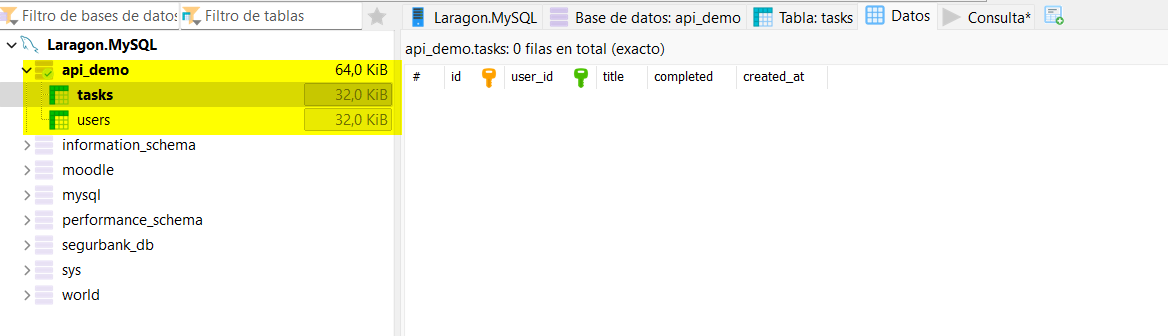 Filtro de bases de datos Filtro de tablas
Laragon.MySQL Base de datos: api_demo Tabla: tasks Datos Consulta*
Laragon.MySQL
api_demo 64,0 KiB
tasks 32,0 KiB
users 32,0 KiB
information_schema
moodle
mysql
performance_schema
segurbank_db
sys
world
api_demo.tasks: 0 filas en total (exacto)
# id user_id title completed created_at